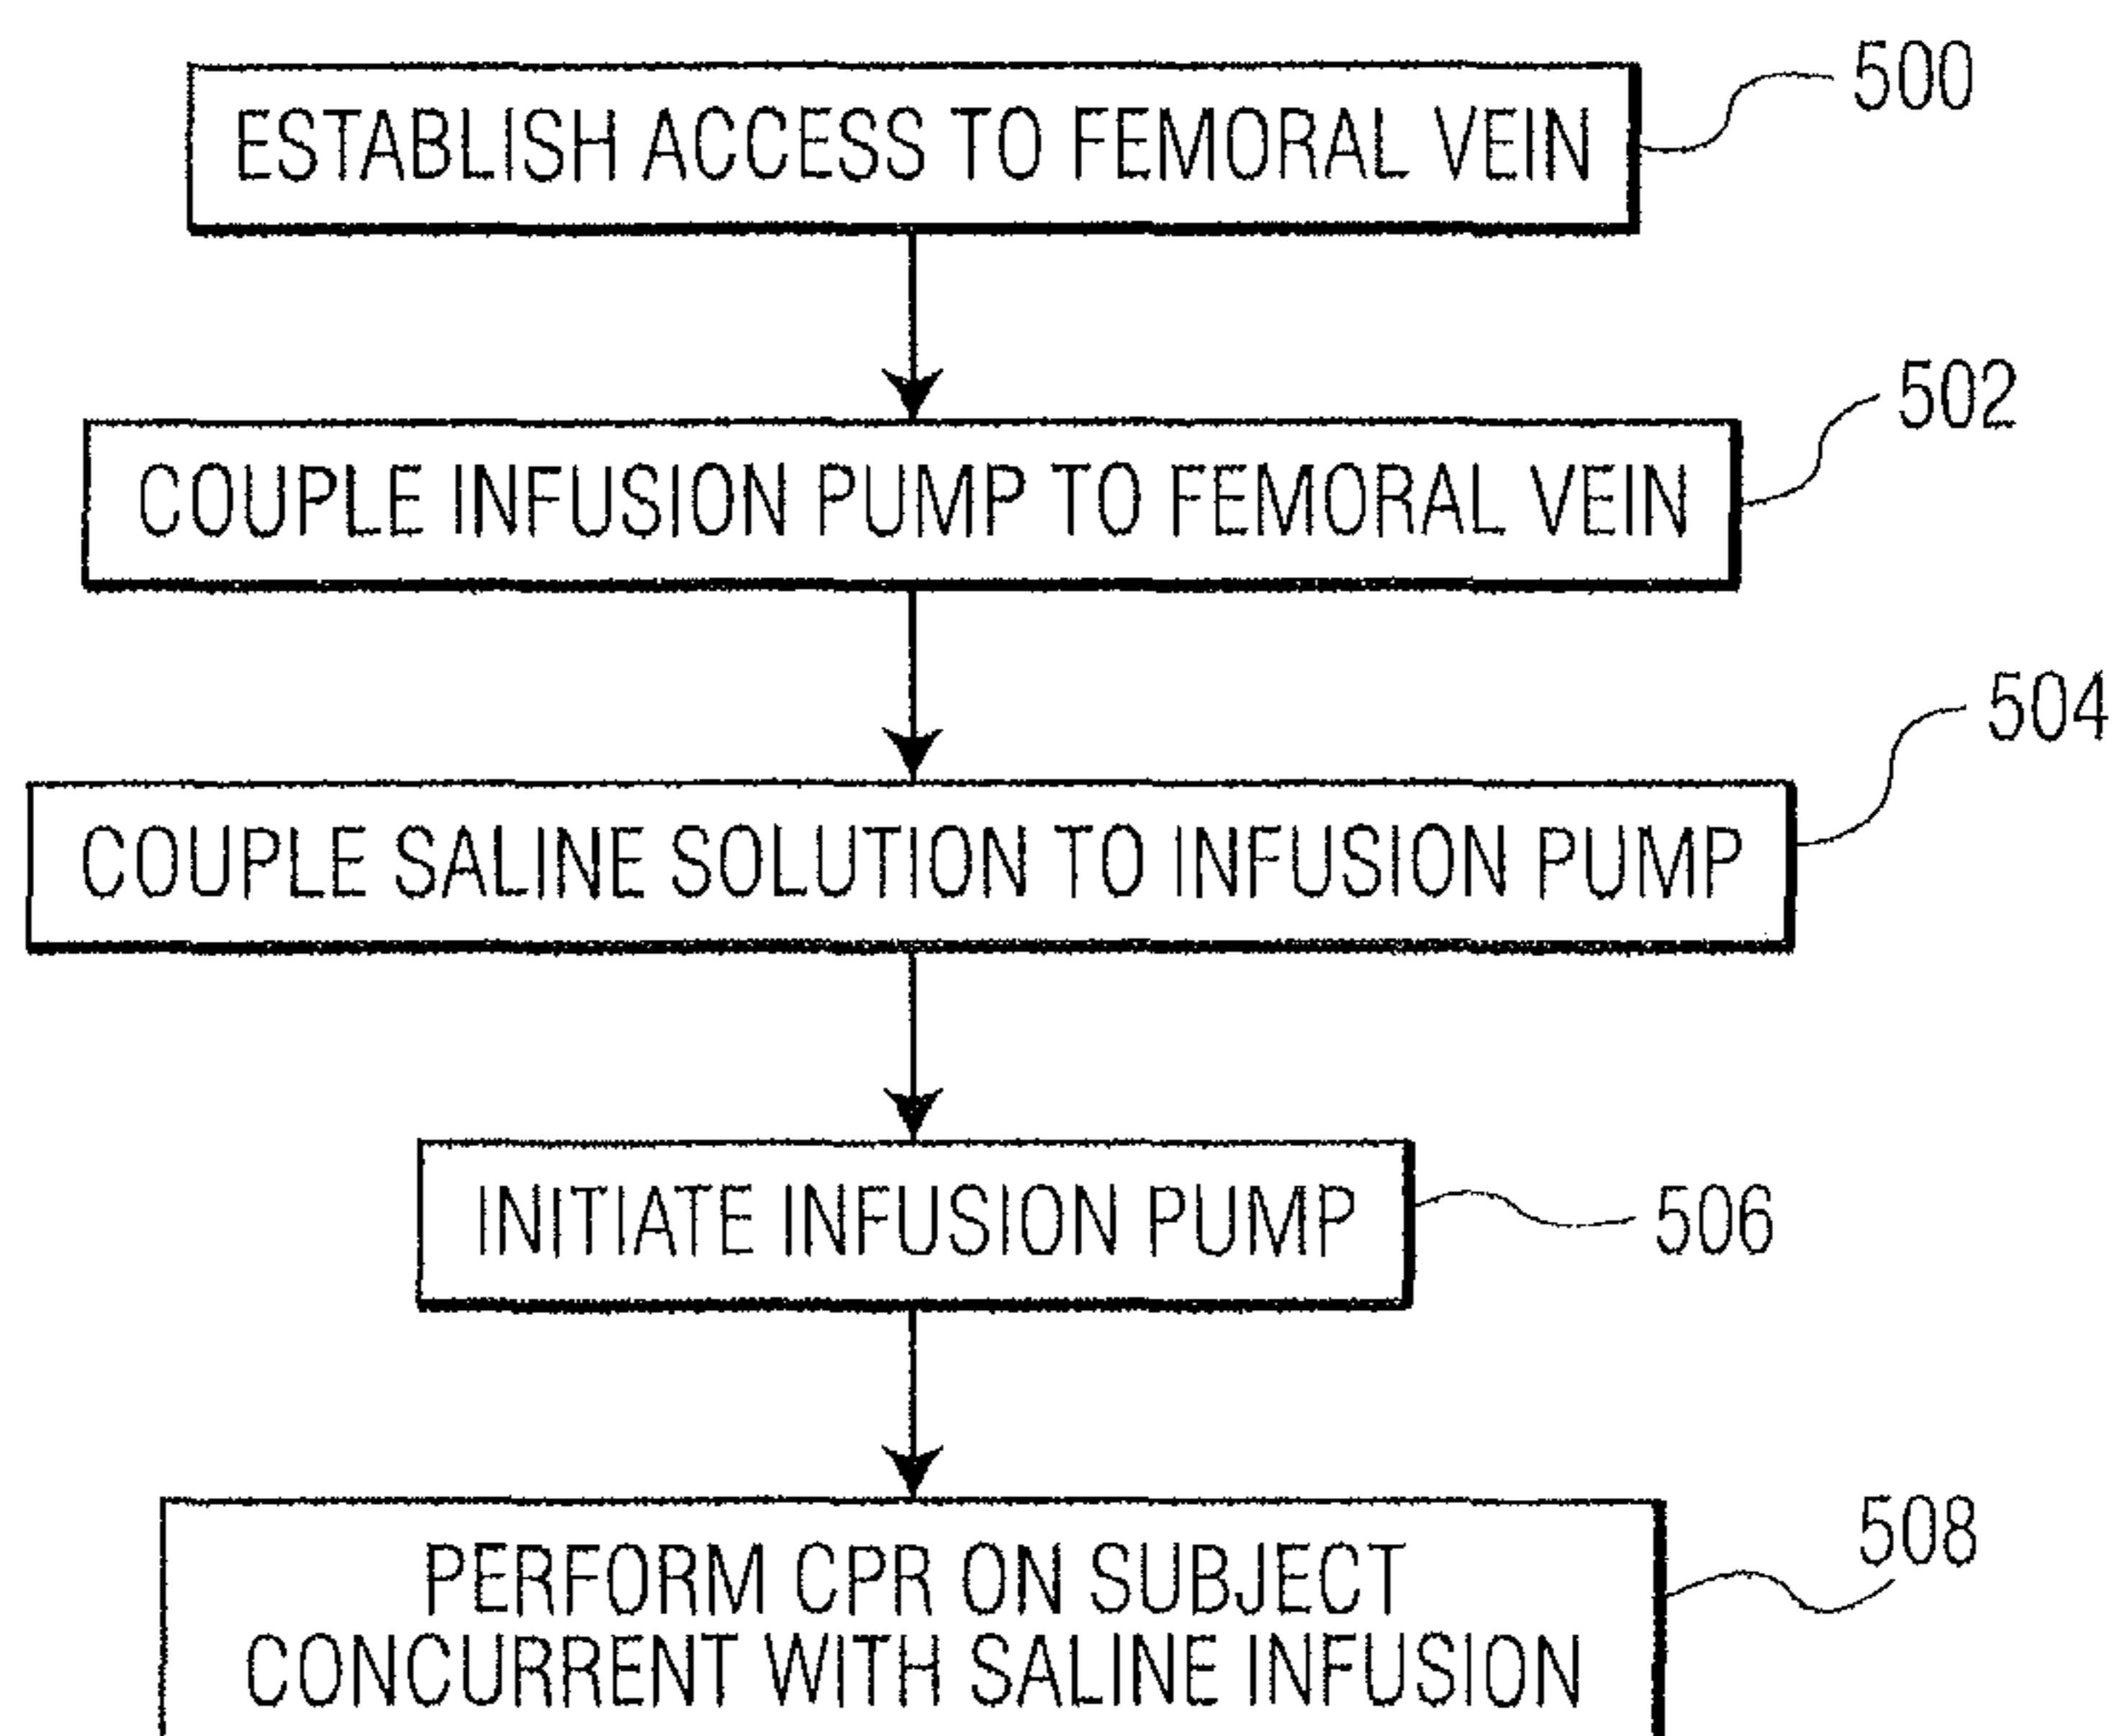 500
ESTABLISH ACCESS TO FEMORAL VEIN
502
COUPLE INFUSION PUMP TO FEMORAL VEIN
504
COUPLE SALINE SOLUTION TO INFUSION PUMP
INITIATE INFUSION PUMP
506
508
PERFORM CPR ON SUBJECT
CONCURRENT WITH SALINE INFUSION